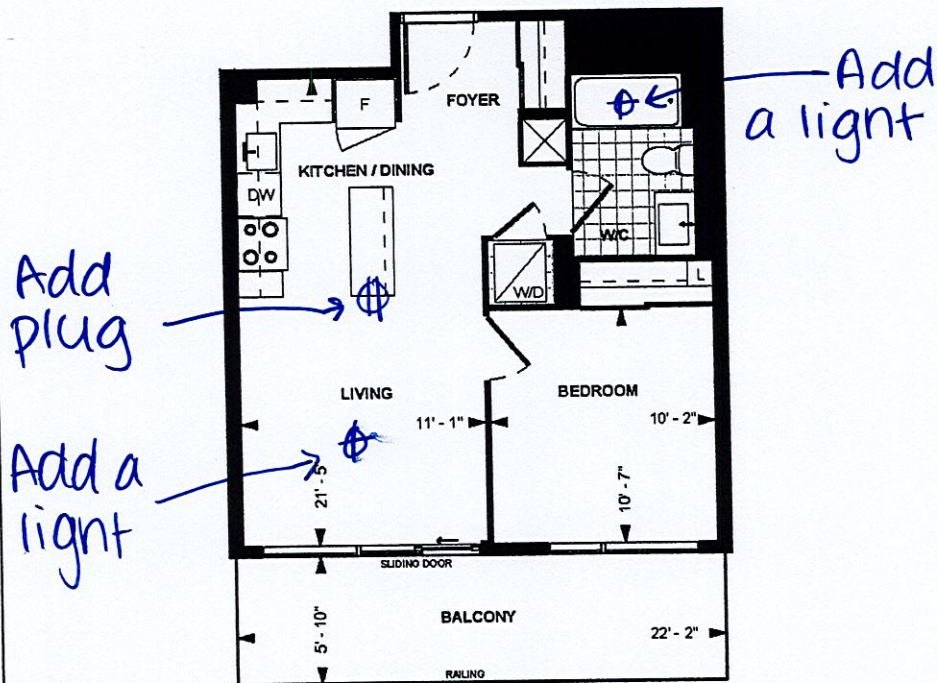 Add
a light
FOYER
F
KITCHEN / DINING
DW
W/C
L
W/D
Add
plug
LIVING
BEDROOM
11' - 1"
10' - 2"
Add a
light
21' - 5"
10' - 7"
SLIDING DOOR
BALCONY
5' - 10"
22' - 2"
RAILING